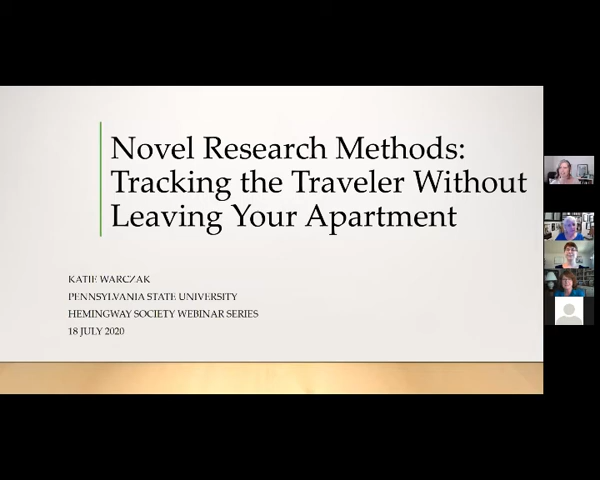 Novel Research Methods:
Tracking the Traveler Without
Leaving Your Apartment
KATIE WARCZAK
PENNSYLVANIA STATE UNIVERSITY
HEMINGWAY SOCIETY WEBINAR SERIES
18 JULY 2020